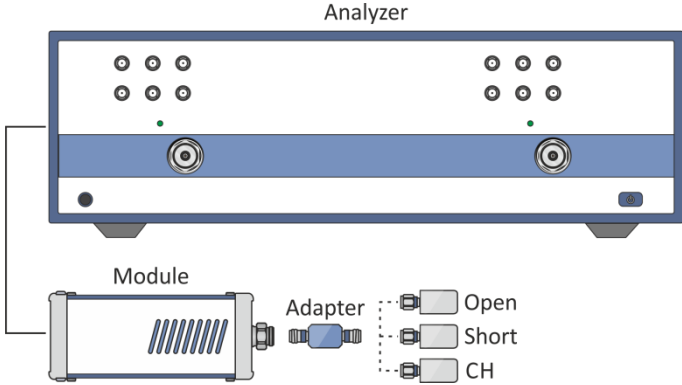 Analyzer
Module
Adapter
Open
Short
CH